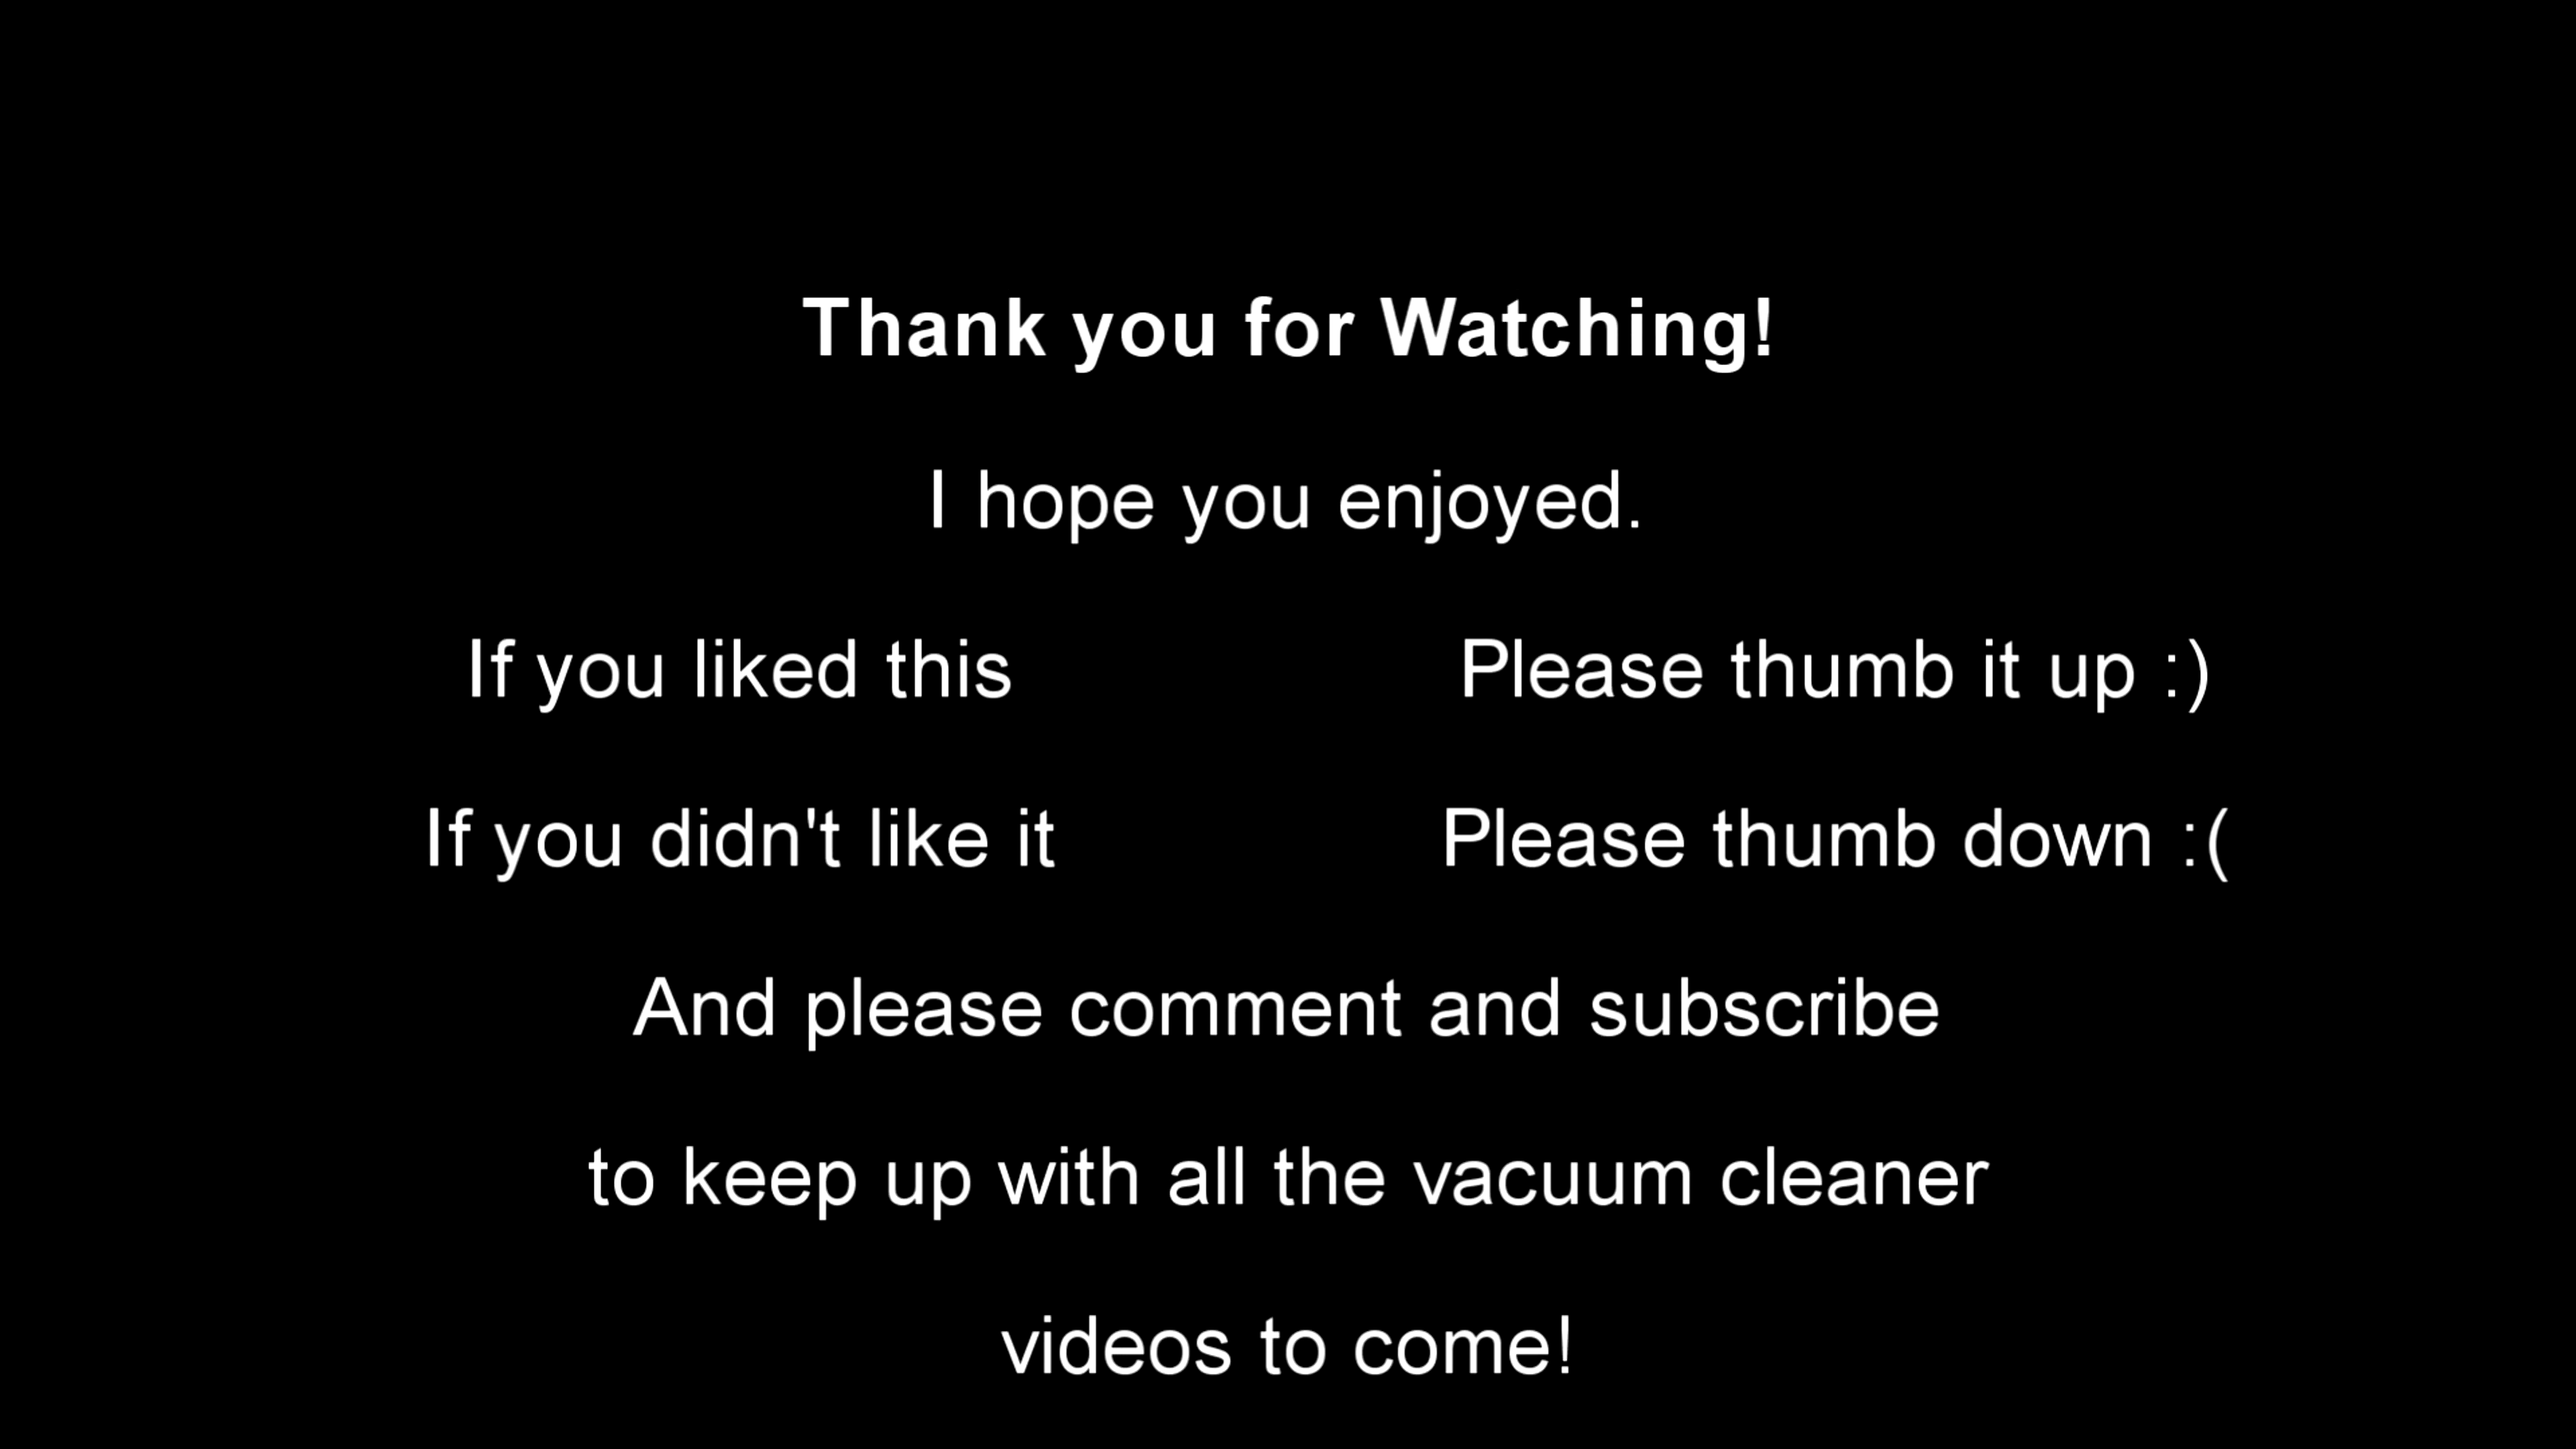 Thank you for Watching!
I hope you enjoyed.
If you liked this Please thumb it up :)
If you didn't like it Please thumb down :(
And please comment and subscribe
to keep up with all the vacuum cleaner
videos to come!